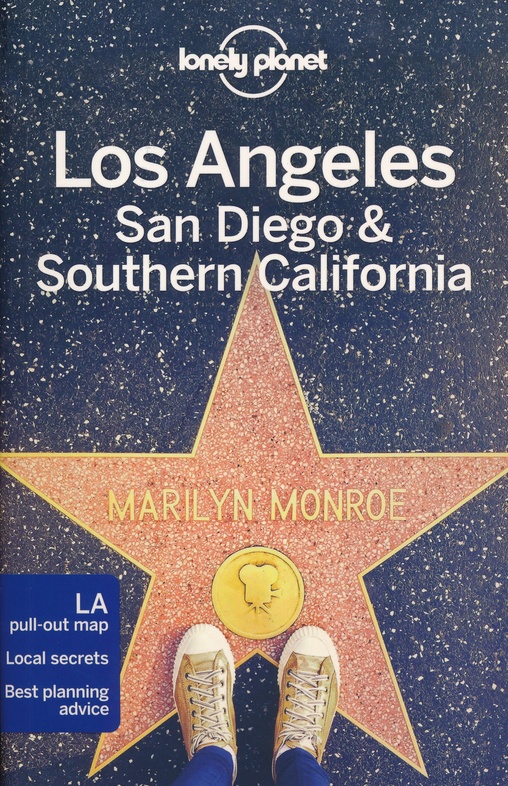 lonely planet
Los Angeles
San Diego &
Southern California
MARILYN MONROE
LA
pull-out map
Local secrets
Best planning
advice